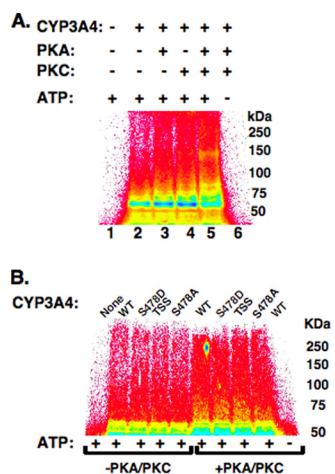 A.
CYP3A4: - + + + + +
PKA: - - + - + +
PKC: - - - + + +
ATP: + + + + + -
kDa
250
150
100
75
50
1 2 3 4 5 6
B.
CYP3A4: None WT S478D TSS S478A WT S478D TSS S478A WT
kDa
250
150
100
75
50
ATP: + + + + + + + + + -
-PKA/PKC +PKA/PKC